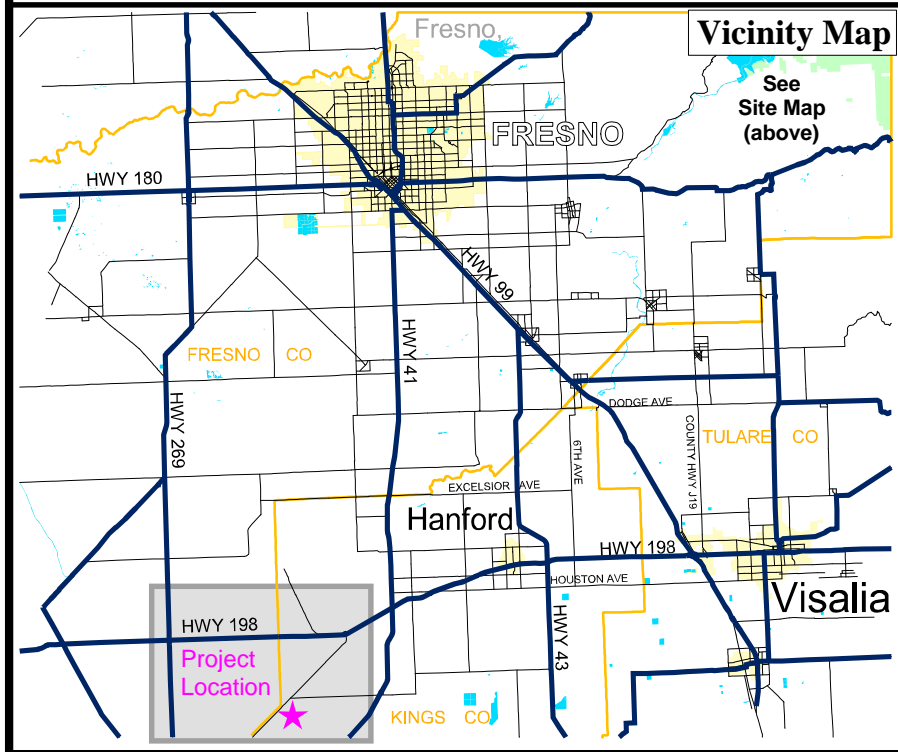 Fresno,
Vicinity Map
See
Site Map
(above)
FRESNO
HWY 180
HWY 99
FRESNO CO
HWY 41
HWY 269
DODGE AVE
6TH AVE
COUNTY HWY J19
TULARE CO
EXCELSIOR AVE
Hanford
HWY 198
HOUSTON AVE
Visalia
HWY 198
Project
Location
HWY 43
KINGS CO